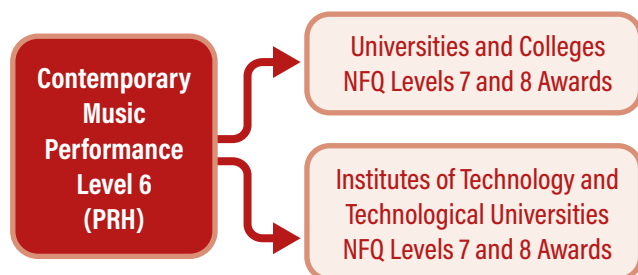 Contemporary
Music
Performance
Level 6
(PRH)
Universities and Colleges
NFQ Levels 7 and 8 Awards
Institutes of Technology and
Technological Universities
NFQ Levels 7 and 8 Awards